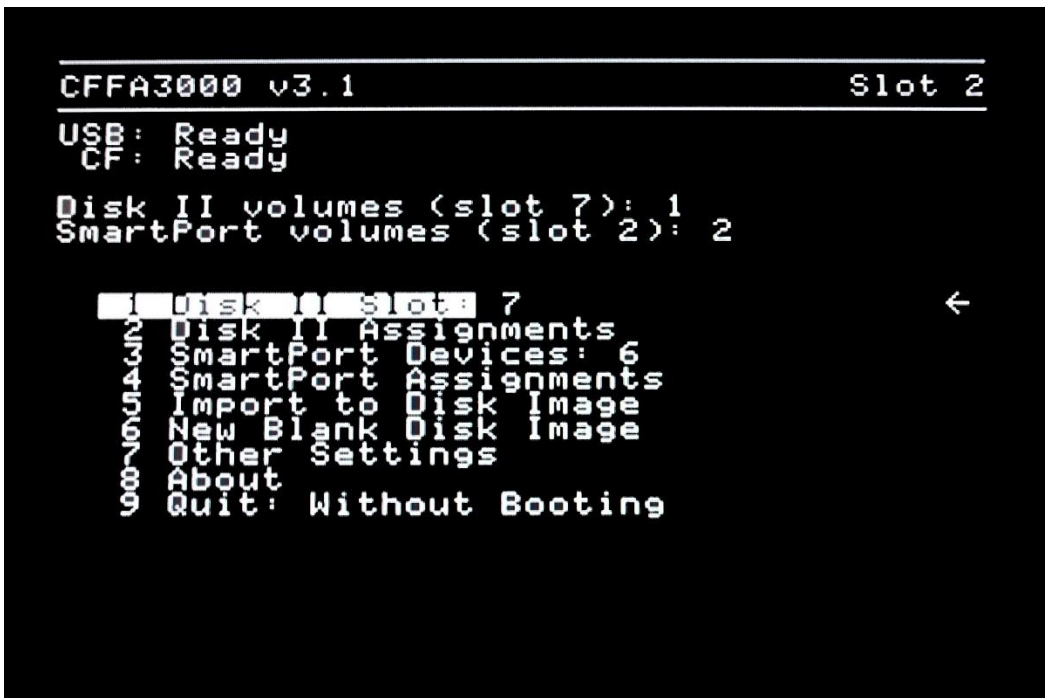 CFFA3000 v3.1 Slot 2
USB: Ready
CF: Ready
Disk II volumes (slot 7): 1
SmartPort volumes (slot 2): 2
1 Disk II Slot: 7 ←
2 Disk II Assignments
3 SmartPort Devices: 6
4 SmartPort Assignments
5 Import to Disk Image
6 New Blank Disk Image
7 Other Settings
8 About
9 Quit: Without Booting